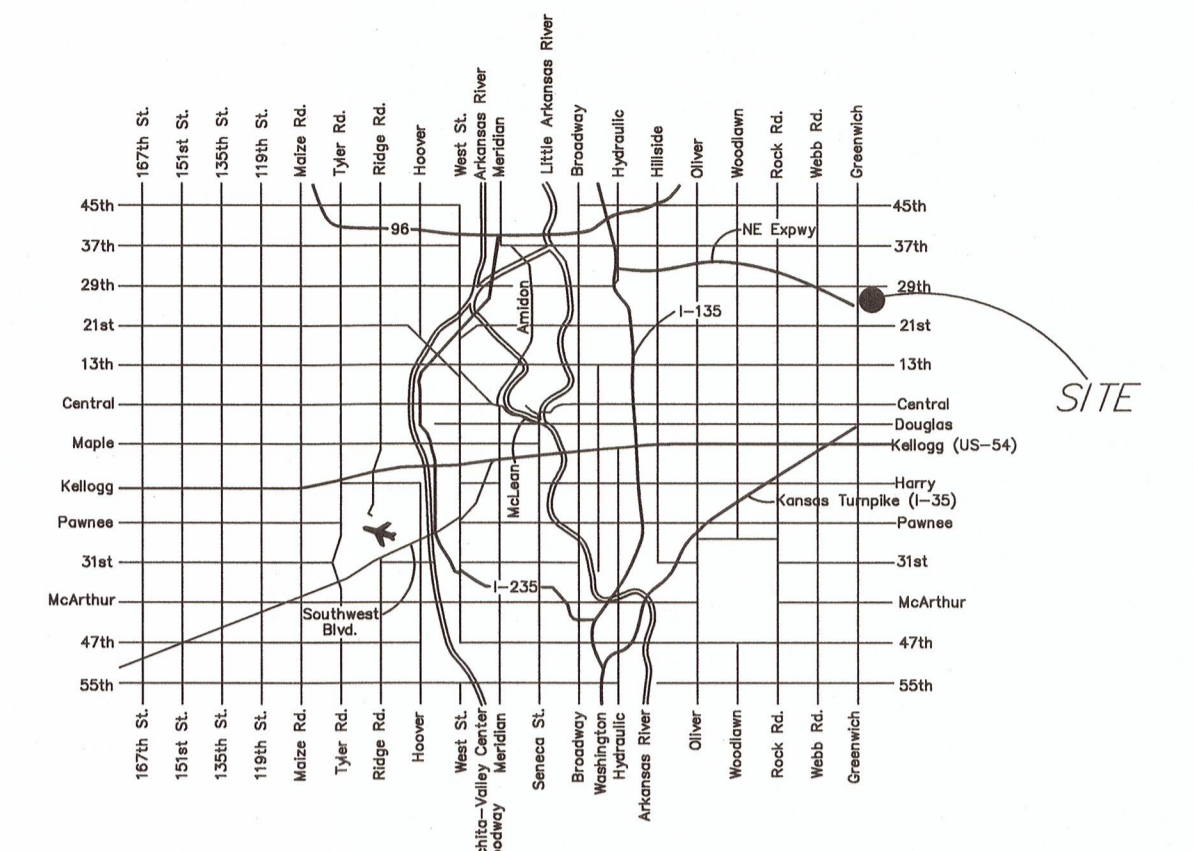 167th St.
151st St.
135th St.
119th St.
Maize Rd.
Tyler Rd.
Ridge Rd.
Hoover
West St.
Arkansas River
Meridian
Little Arkansas River
Broadway
Hydraulic
Hillside
Oliver
Woodlawn
Rock Rd.
Webb Rd.
Greenwich
45th
45th
96
NE Expwy
37th
37th
29th
29th
Amidon
I-135
21st
21st
13th
13th
SITE
Central
Central
Douglas
Maple
Kellogg (US-54)
McLean
Kellogg
Harry
Kansas Turnpike (I-35)
Pawnee
Pawnee
31st
31st
I-235
McArthur
McArthur
Southwest
Blvd.
47th
47th
55th
55th
167th St.
151st St.
135th St.
119th St.
Maize Rd.
Tyler Rd.
Ridge Rd.
Hoover
West St.
chita-Valley Center
oodway
Meridian
Seneca St.
Broadway
Washington
Hydraulic
Arkansas River
Oliver
Woodlawn
Rock Rd.
Webb Rd.
Greenwich